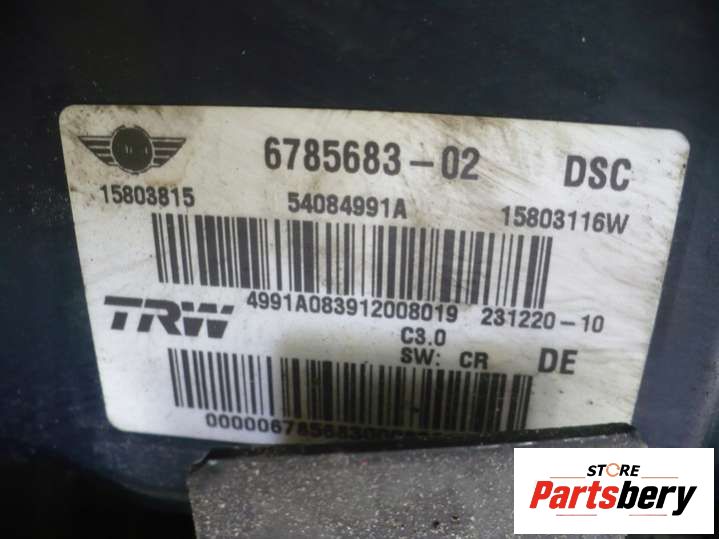 6785683-02 DSC
15803815 54084991A 15803116W
4991A083912008019 231220-10
TRW
C3.0
SW: CR DE
STORE
Partsbery